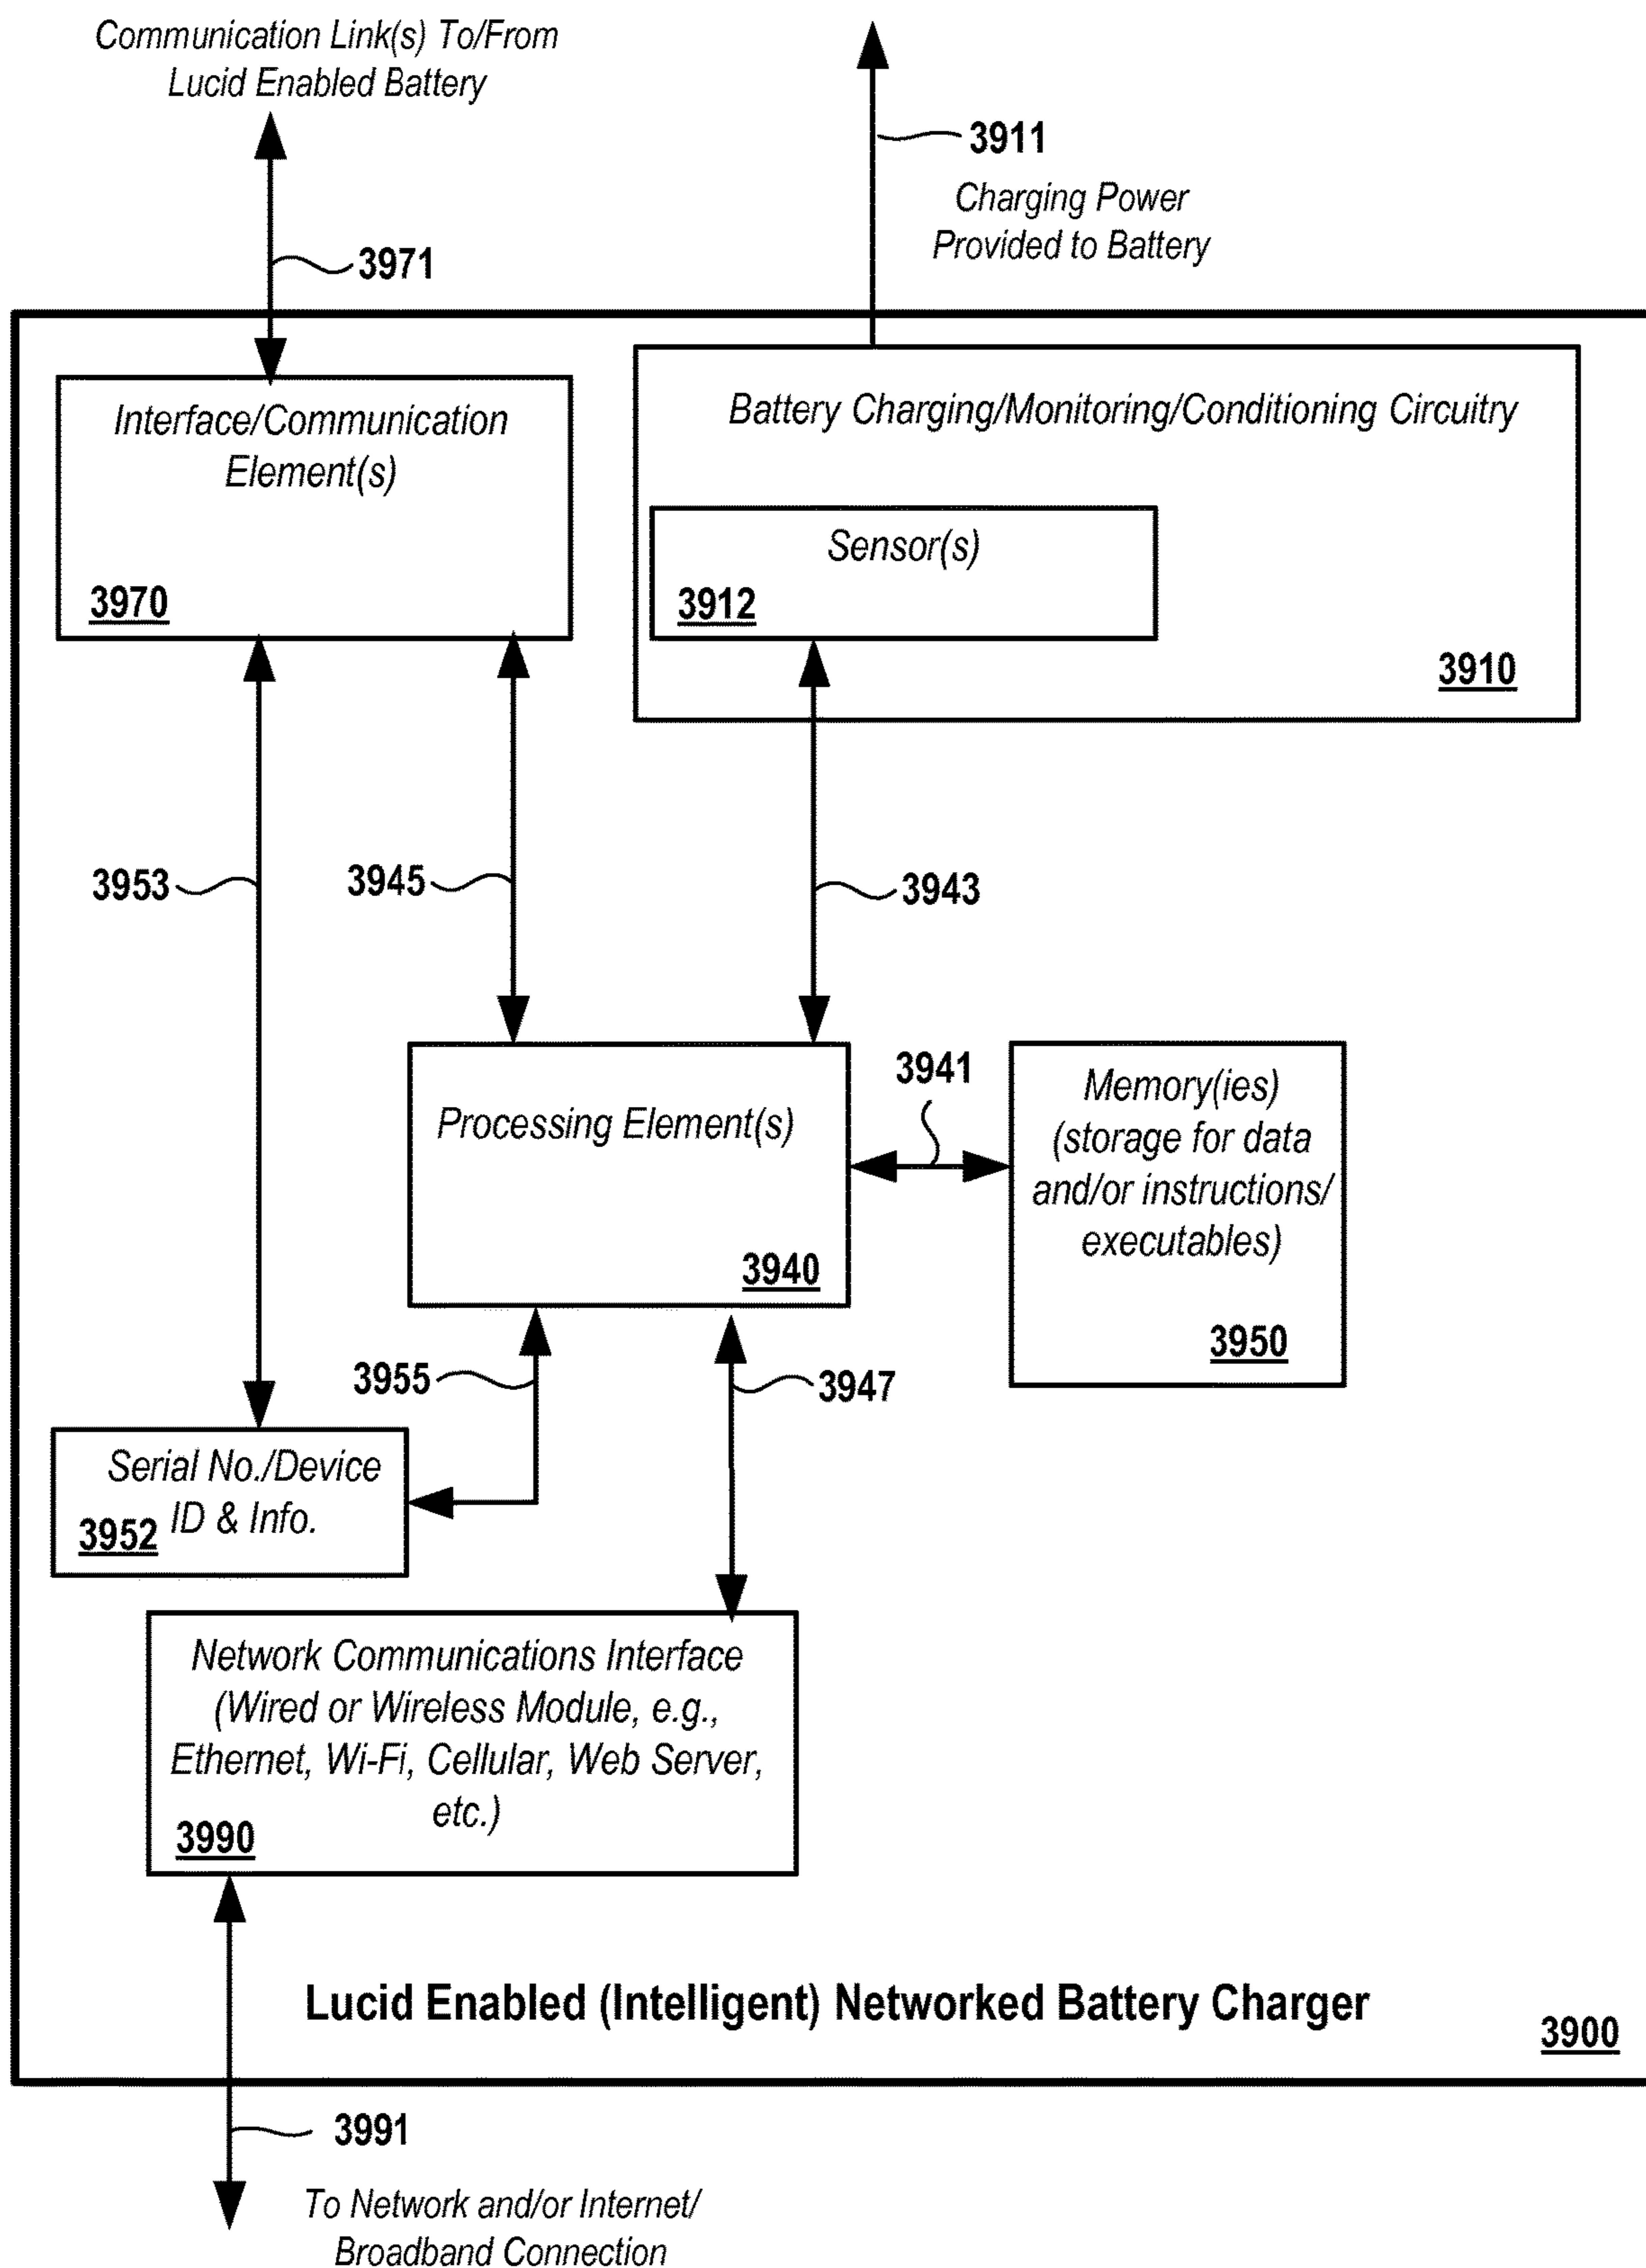 Communication Link(s) To/From
Lucid Enabled Battery
3911
Charging Power
Provided to Battery
3971
Interface/Communication
Element(s)
3970
Battery Charging/Monitoring/Conditioning Circuitry
Sensor(s)
3912
3910
3953
3945
3943
Processing Element(s)
3940
3941
Memory(ies)
(storage for data
and/or instructions/
executables)
3950
3955
3947
Serial No./Device
3952 ID & Info.
Network Communications Interface
(Wired or Wireless Module, e.g.,
Ethernet, Wi-Fi, Cellular, Web Server,
etc.)
3990
Lucid Enabled (Intelligent) Networked Battery Charger
3900
3991
To Network and/or Internet/
Broadband Connection